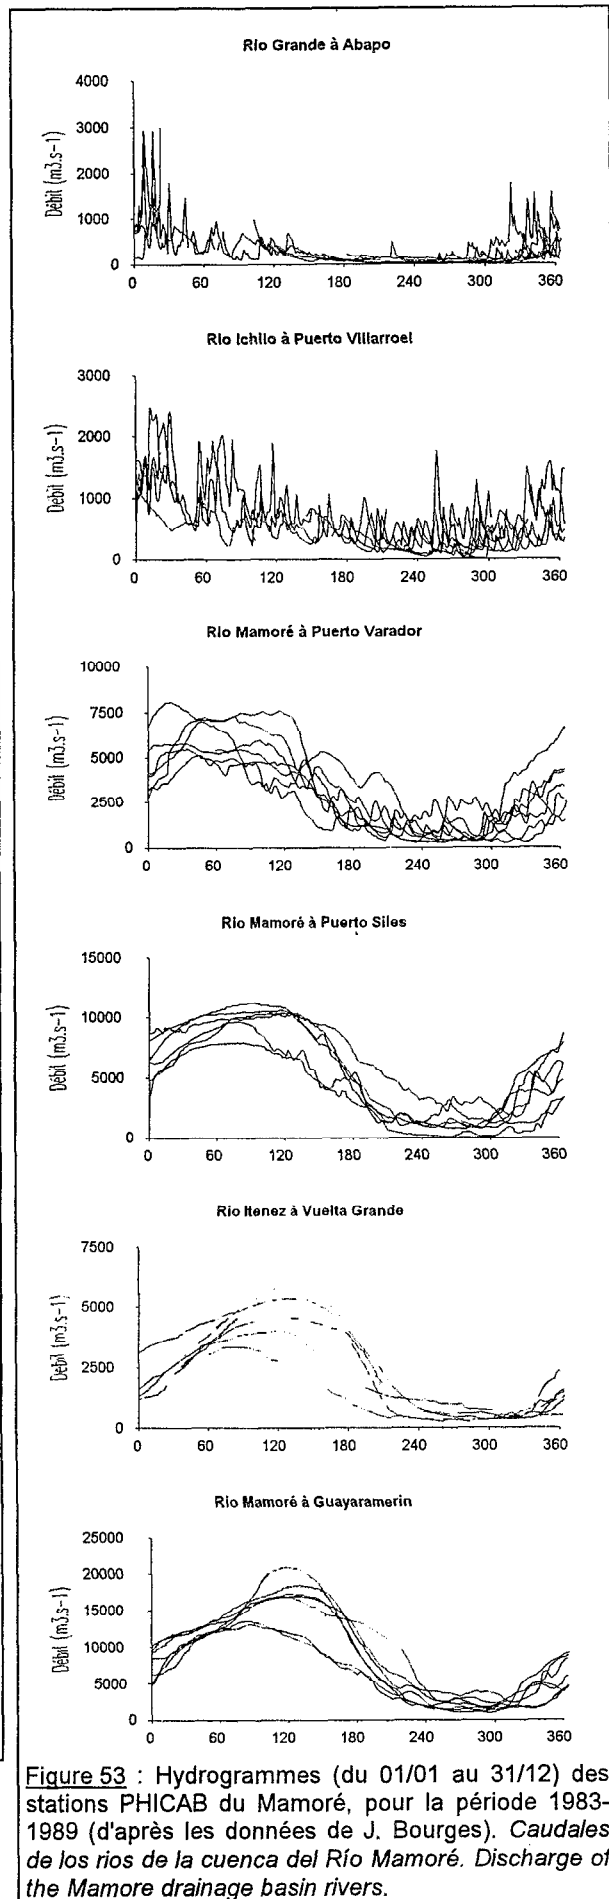 Rio Grande à Abapo
4000
3000
2000
1000
0
Débit (m3.s-1)
0 60 120 180 240 300 360
Rio Ichilo à Puerto Villarroel
3000
2000
1000
0
Débit (m3.s-1)
0 60 120 180 240 300 360
Rio Mamoré à Puerto Varador
10000
7500
5000
2500
0
Débit (m3.s-1)
0 60 120 180 240 300 360
Rio Mamoré à Puerto Siles
15000
10000
5000
0
Débit (m3.s-1)
0 60 120 180 240 300 360
Rio Itenez à Vuelta Grande
7500
5000
2500
0
Débit (m3.s-1)
0 60 120 180 240 300 360
Rio Mamoré à Guayaramerin
25000
20000
15000
10000
5000
0
Débit (m3.s-1)
0 60 120 180 240 300 360
Figure 53 : Hydrogrammes (du 01/01 au 31/12) des
stations PHICAB du Mamoré, pour la période 1983-
1989 (d'après les données de J. Bourges). Caudales
de los rios de la cuenca del Río Mamoré. Discharge of
the Mamore drainage basin rivers.